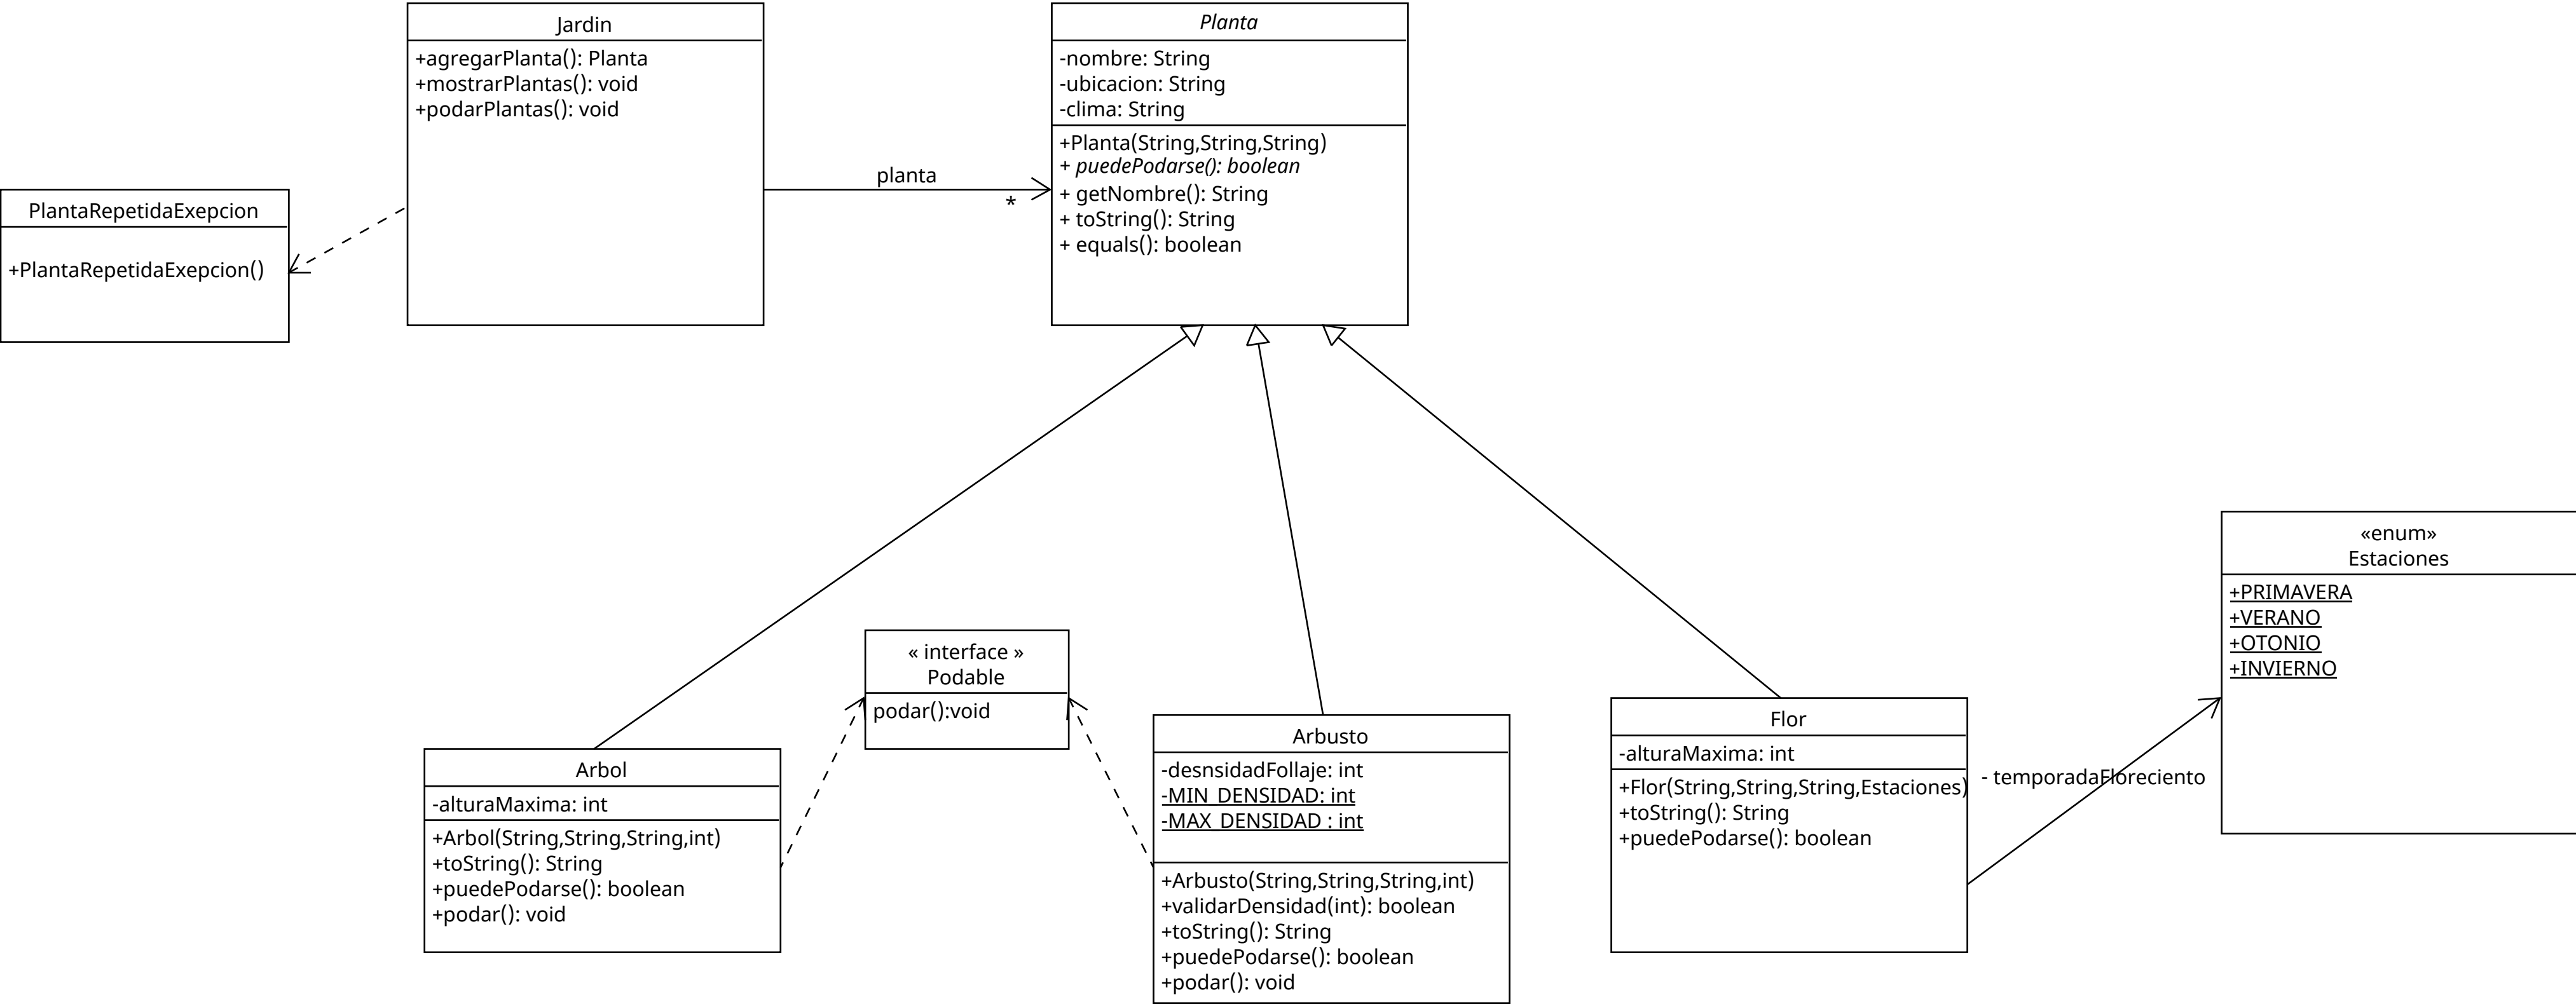 Jardin
+agregarPlanta(): Planta
+mostrarPlantas(): void
+podarPlantas(): void
Planta
-nombre: String
-ubicacion: String
-clima: String
+Planta(String,String,String)
+ puedePodarse(): boolean
+ getNombre(): String
+ toString(): String
+ equals(): boolean
planta
*
PlantaRepetidaExepcion
+PlantaRepetidaExepcion()
«enum»
Estaciones
+PRIMAVERA
+VERANO
+OTONIO
+INVIERNO
« interface »
Podable
podar():void
Arbol
-alturaMaxima: int
+Arbol(String,String,String,int)
+toString(): String
+puedePodarse(): boolean
+podar(): void
Arbusto
-desnsidadFollaje: int
-MIN_DENSIDAD: int
-MAX_DENSIDAD : int
+Arbusto(String,String,String,int)
+validarDensidad(int): boolean
+toString(): String
+puedePodarse(): boolean
+podar(): void
Flor
-alturaMaxima: int
+Flor(String,String,String,Estaciones)
+toString(): String
+puedePodarse(): boolean
- temporadaFloreciento